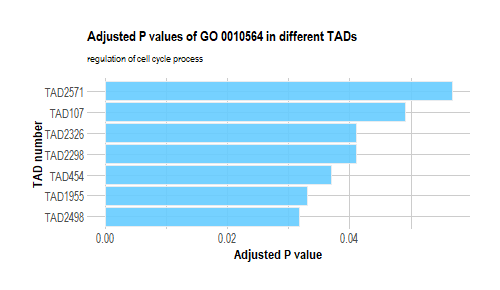 Adjusted P values of GO 0010564 in different TADs
regulation of cell cycle process
TAD number
TAD2571
TAD107
TAD2326
TAD2298
TAD454
TAD1955
TAD2498
0.00 0.02 0.04
Adjusted P value